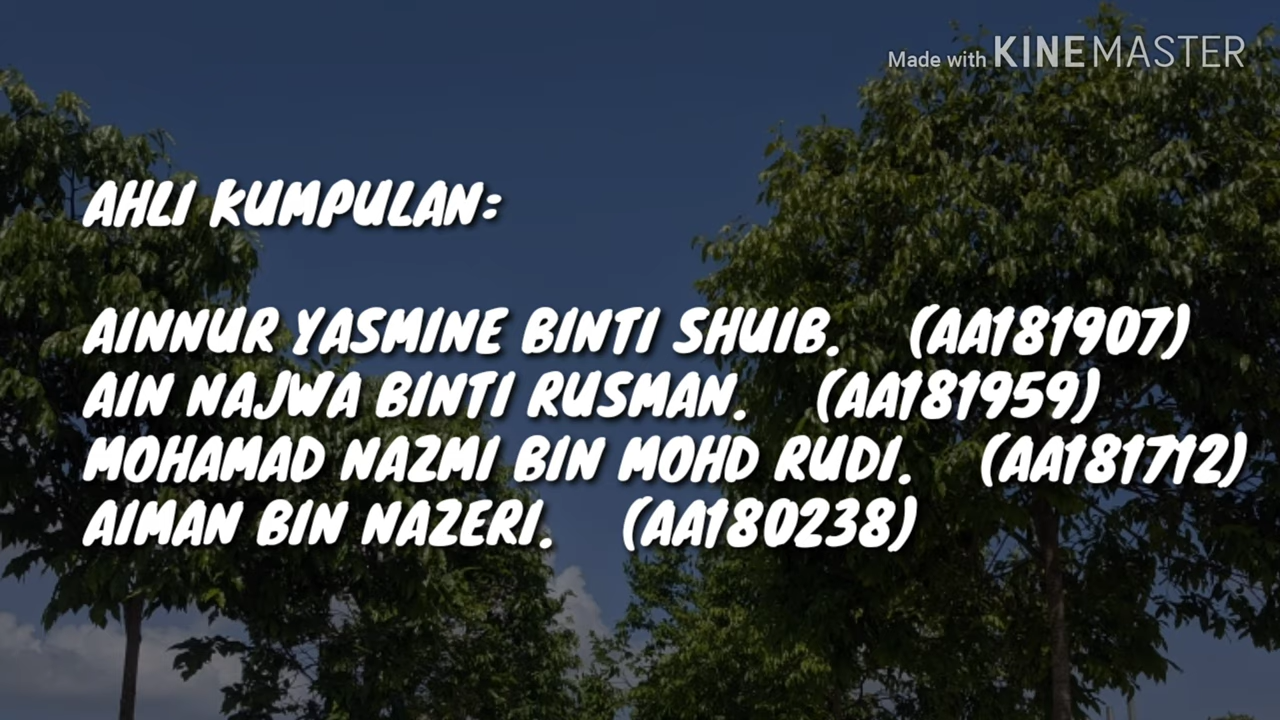 Made with KINEMASTER
AHLI KUMPULAN:
AINNUR YASMINE BINTI SHUIB. (AA181907)
AIN NAJWA BINTI RUSMAN. (AA181959)
MOHAMAD NAZMI BIN MOHD RUDI. (AA181712)
AIMAN BIN NAZERI. (AA180238)